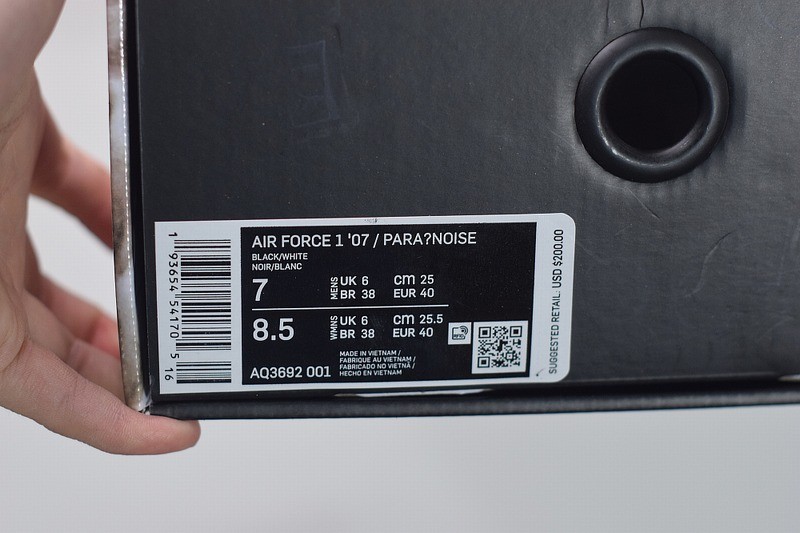 AIR FORCE 1 '07 / PARA?NOISE
BLACK/WHITE
NOIR/BLANC
7
MENS
UK 6
CM 25
BR 38
EUR 40
8.5
WMNS
UK 6
CM 25.5
BR 38
EUR 40
AQ3692 001
MADE IN VIETNAM /
FABRIQUE AU VIETNAM /
FABRICADO NO VIETNÃ /
HECHO EN VIETNAM
1 93654 54170 5 16
SUGGESTED RETAIL: USD $200.00